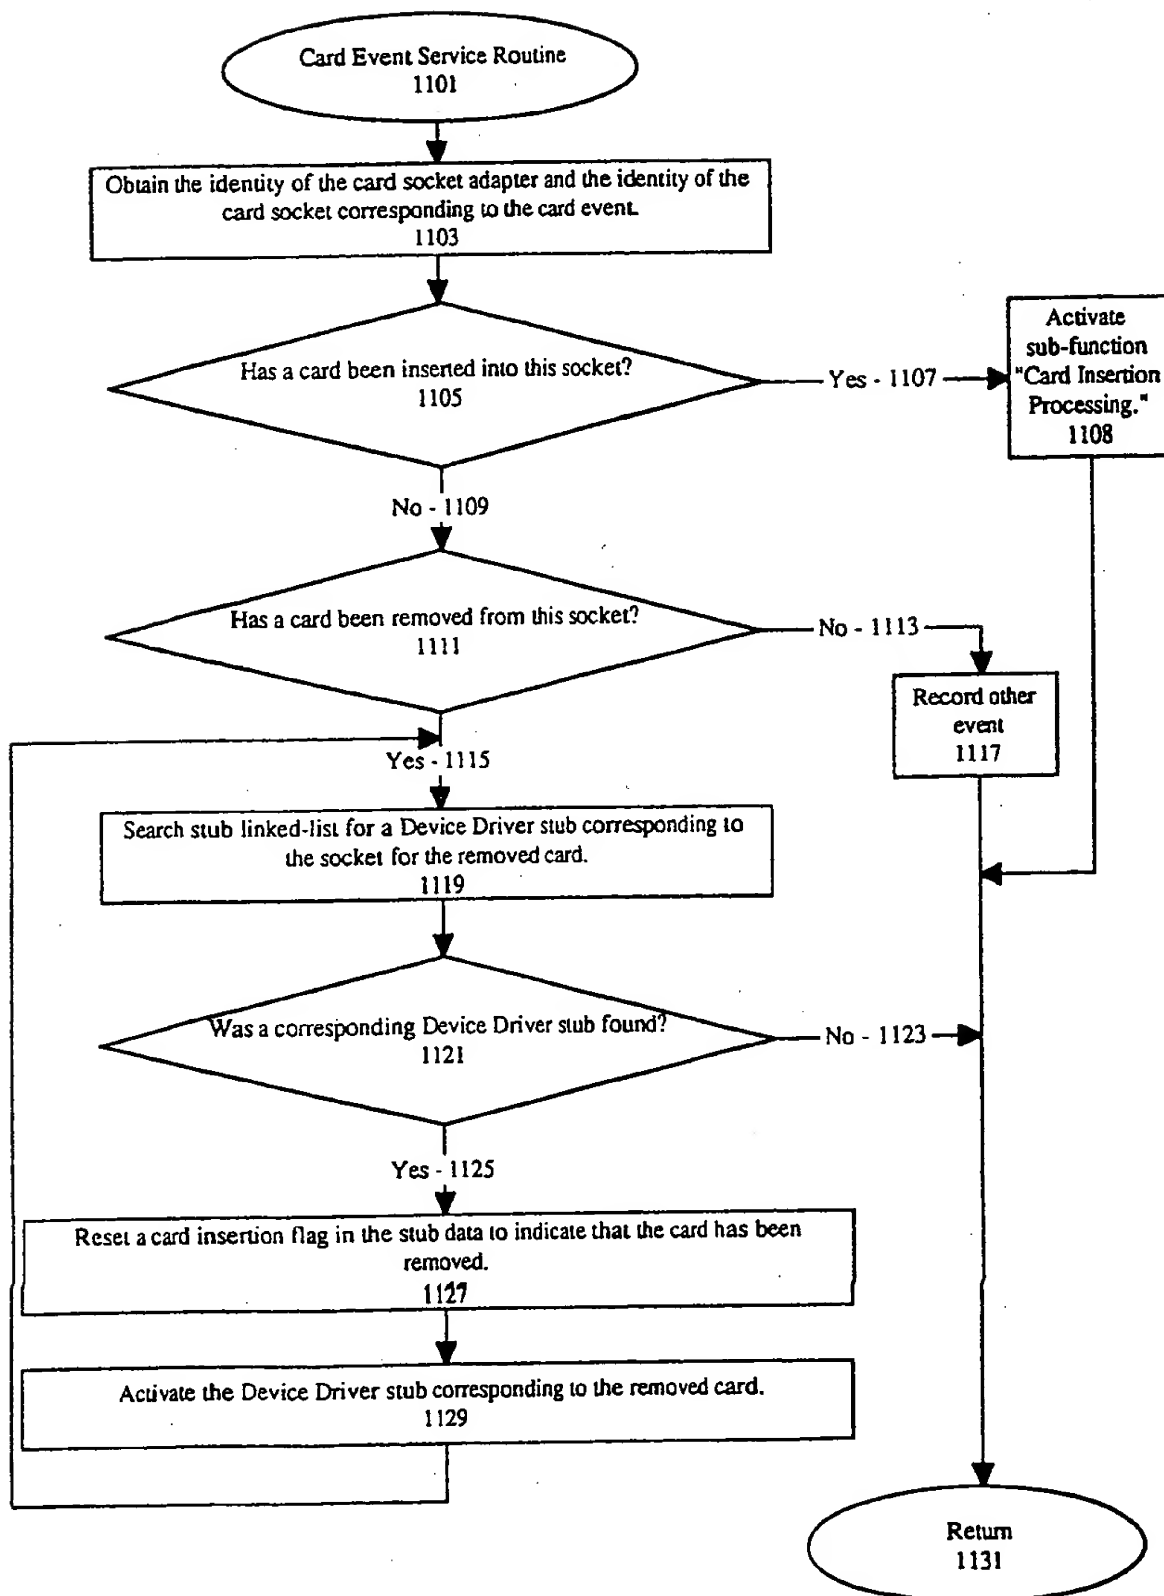 Card Event Service Routine
1101
Obtain the identity of the card socket adapter and the identity of the
card socket corresponding to the card event.
1103
Has a card been inserted into this socket?
1105
Yes - 1107
Activate
sub-function
"Card Insertion
Processing."
1108
No - 1109
Has a card been removed from this socket?
1111
No - 1113
Record other
event
1117
Yes - 1115
Search stub linked-list for a Device Driver stub corresponding to
the socket for the removed card.
1119
Was a corresponding Device Driver stub found?
1121
No - 1123
Yes - 1125
Reset a card insertion flag in the stub data to indicate that the card has been
removed.
1127
Activate the Device Driver stub corresponding to the removed card.
1129
Return
1131